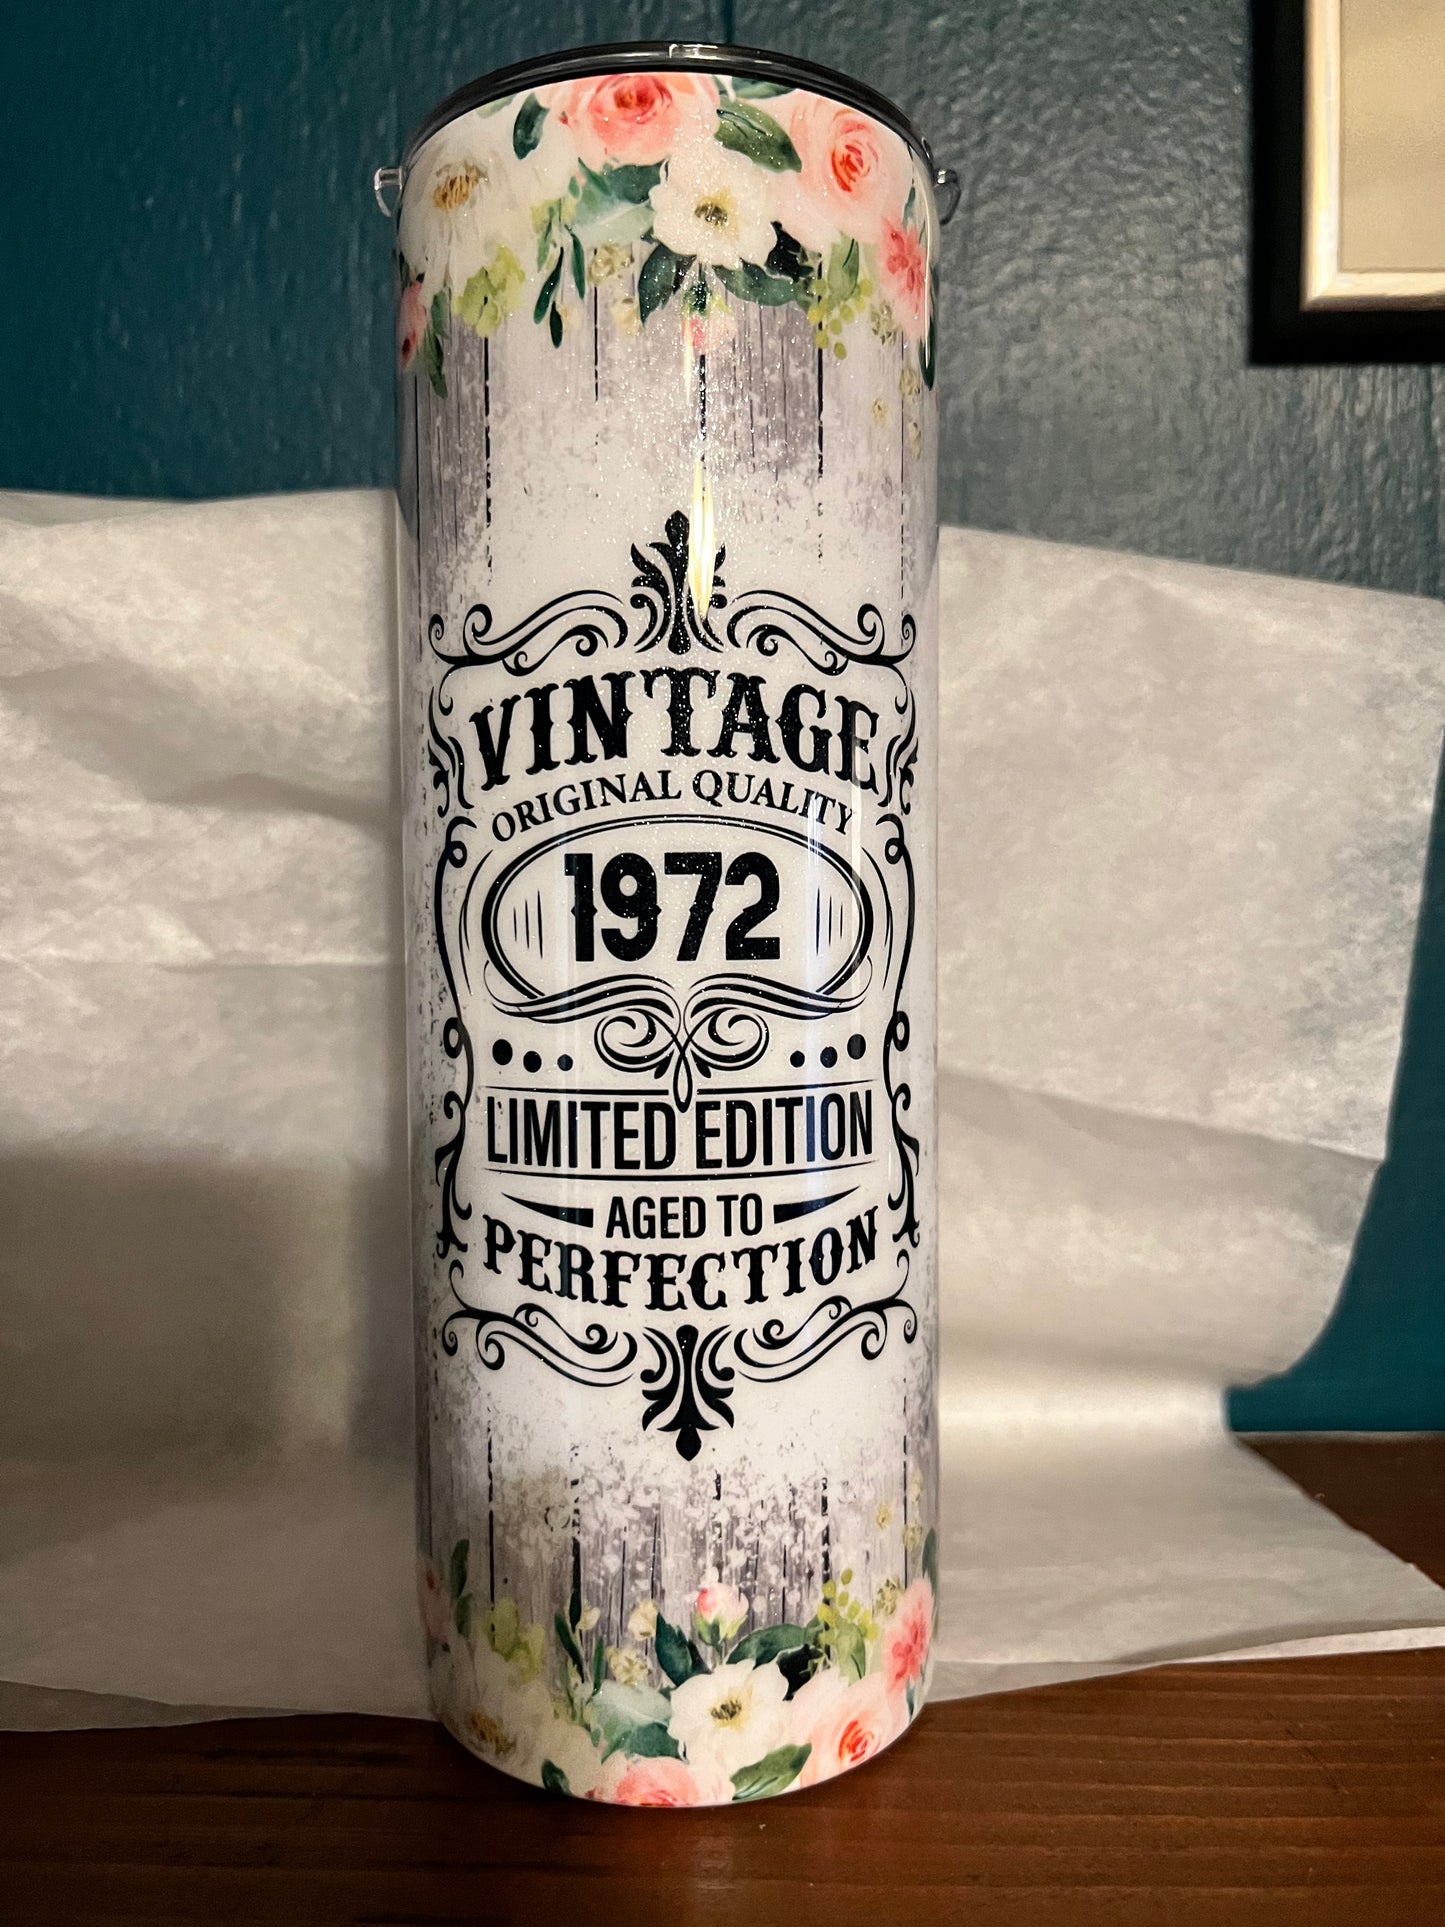 VINTAGE
ORIGINAL QUALITY
1972
LIMITED EDITION
AGED TO
PERFECTION